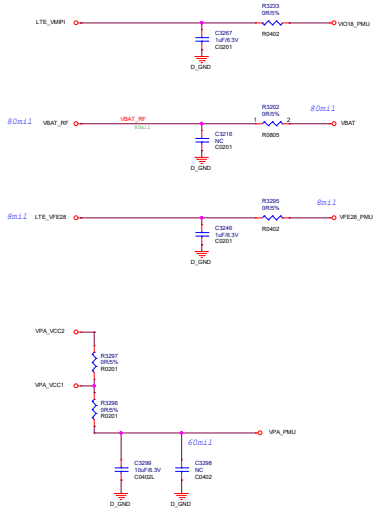 R3233
0R/5%
LTE_VMIPI
VIO18_PMU
C3267
1uF/6.3V
C0201
R0402
D_GND
R3202
0R/5%
80mil
80mil
VBAT_RF
VBAT_RF
80mil
1
2
VBAT
C3216
NC
C0201
R0805
D_GND
R3295
0R/5%
8mil
8mil
LTE_VFE28
VFE28_PMU
C3246
1uF/6.3V
C0201
R0402
D_GND
VPA_VCC2
R3297
0R/5%
R0201
VPA_VCC1
R3296
0R/5%
R0201
VPA_PMU
60mil
C3299
10uF/6.3V
C0402L
C3298
NC
C0402
D_GND
D_GND